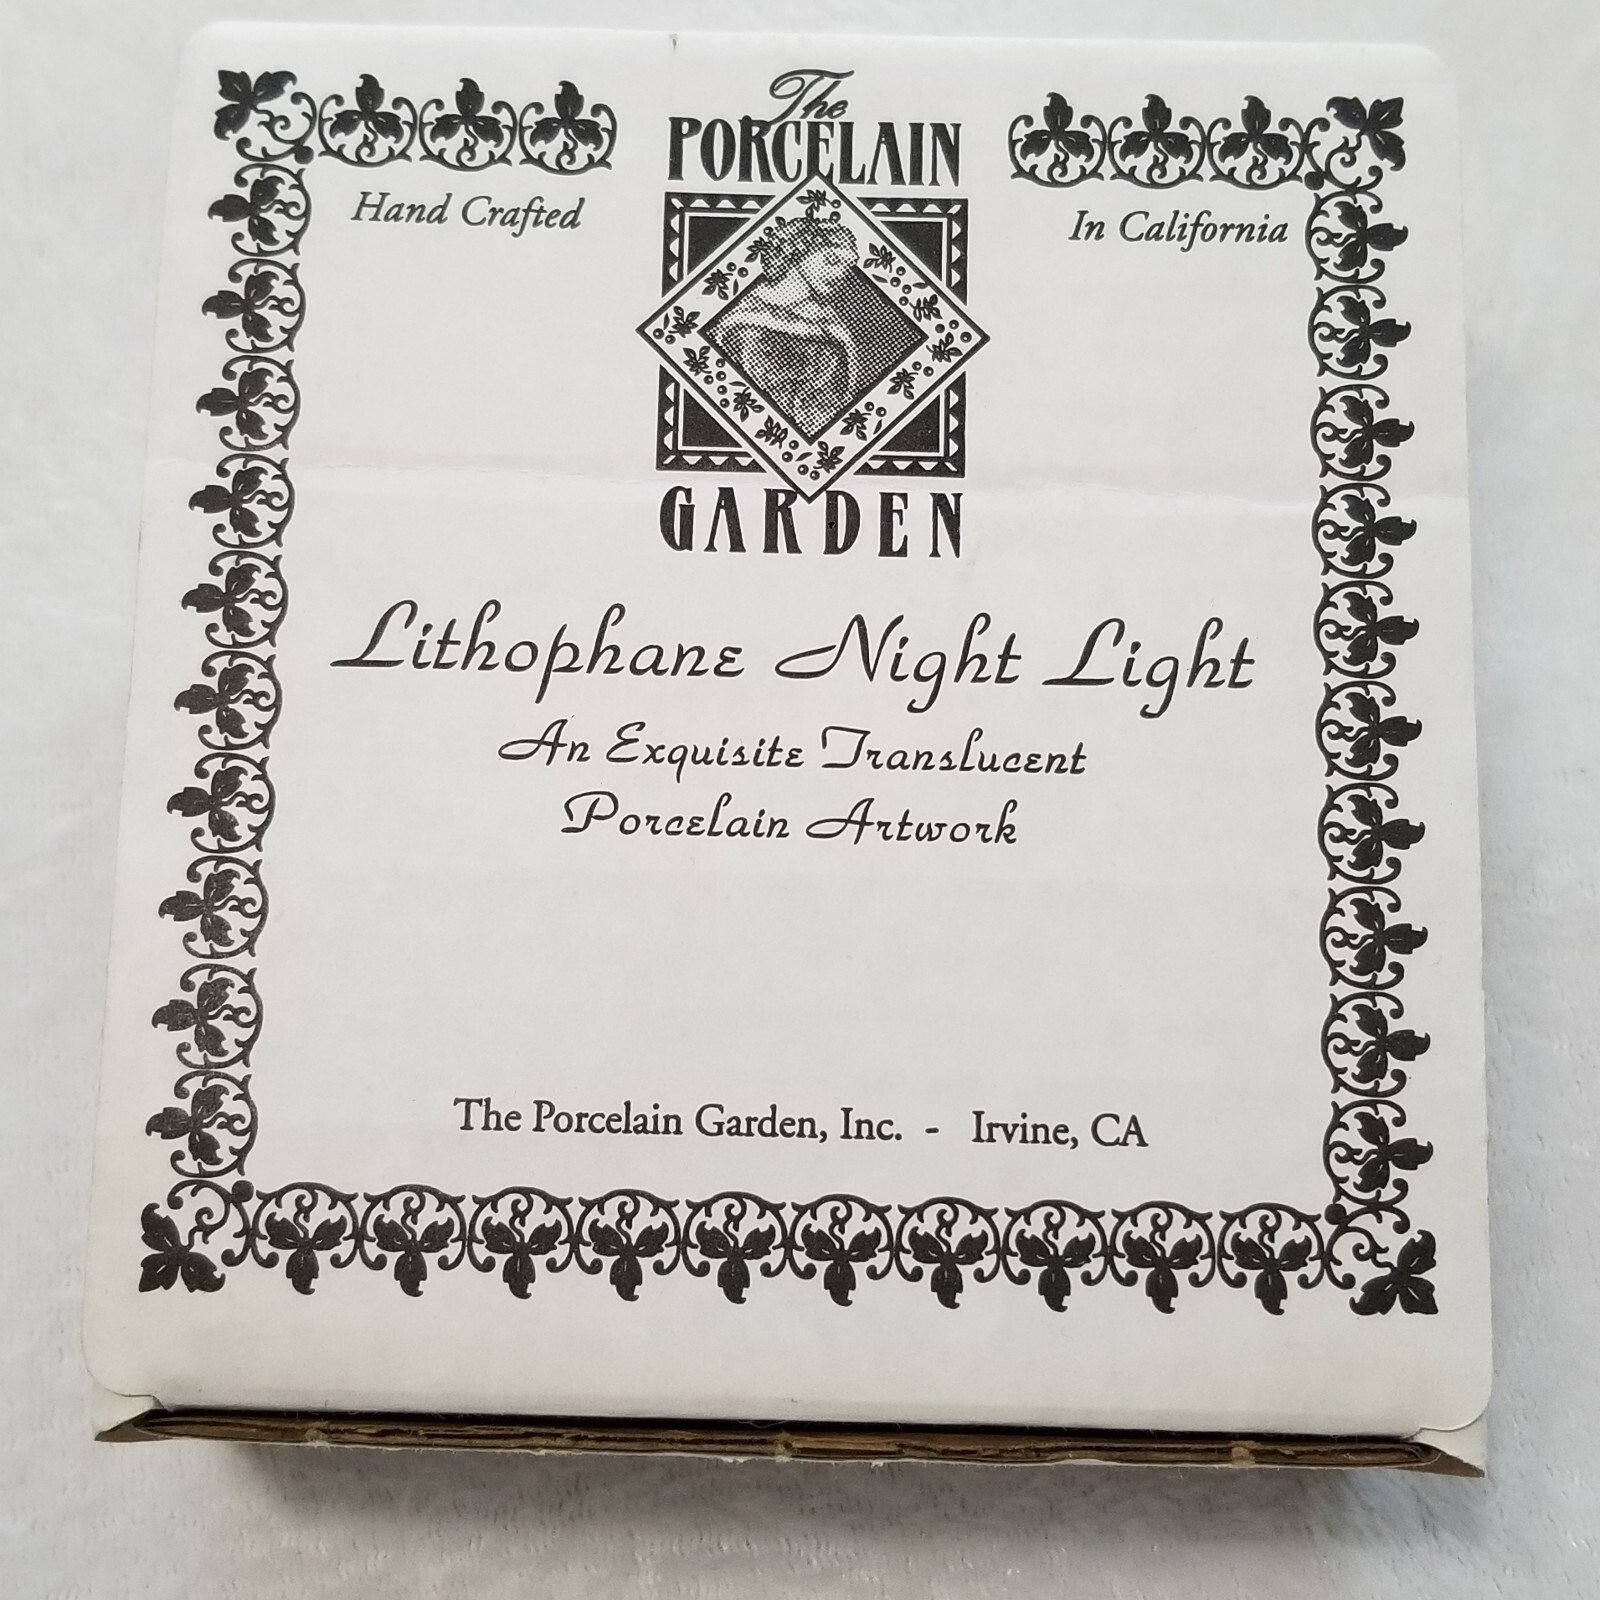 The
PORCELAIN
Hand Crafted
In California
GARDEN
Lithophane Night Light
An Exquisite Translucent
Porcelain Artwork
The Porcelain Garden, Inc. - Irvine, CA